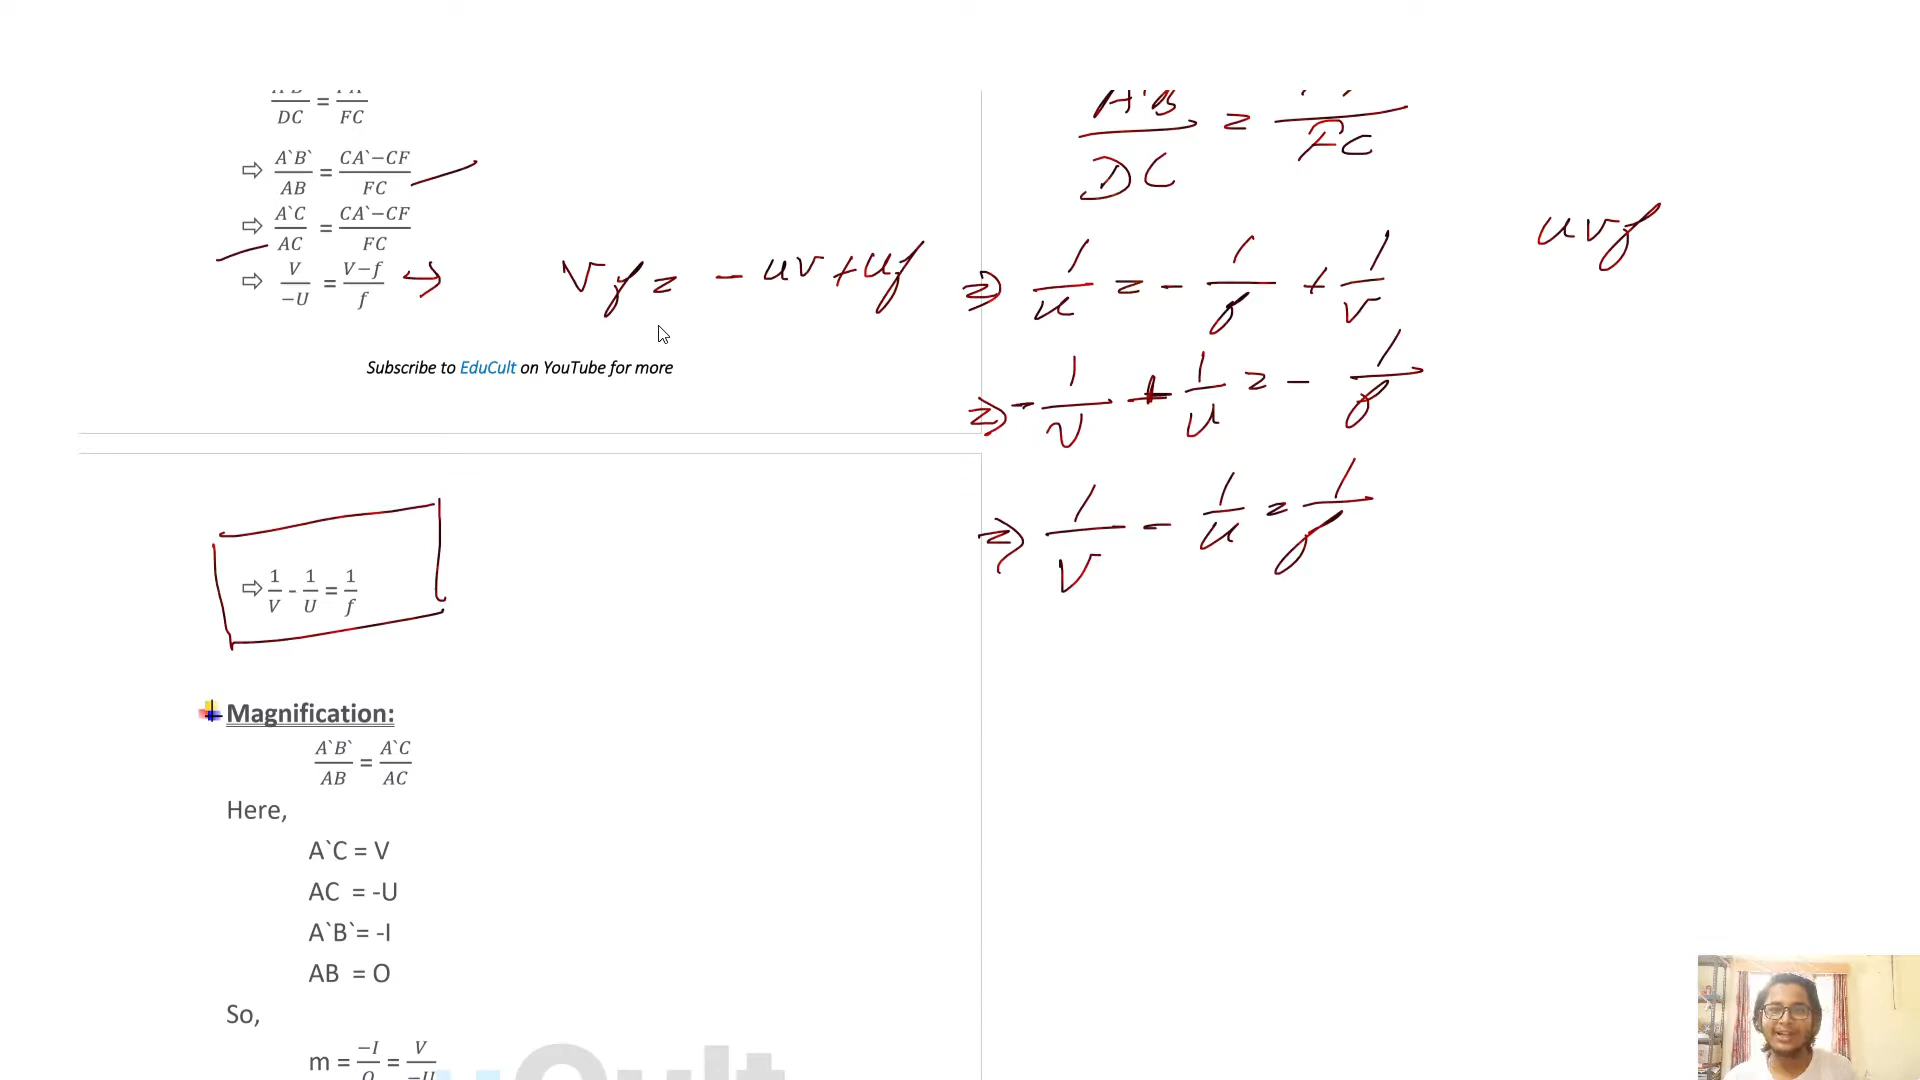 A`B`/DC = FA`/FC
⇨ A`B`/AB = CA`−CF/FC
⇨ A`C/AC = CA`−CF/FC
⇨ V/−U = V−f/f →
Vf = - uv + uf
Subscribe to EduCult on YouTube for more
⇨ 1/V - 1/U = 1/f
Magnification:
A`B`/AB = A`C/AC
Here,
A`C = V
AC = -U
A`B`= -I
AB = O
So,
m = −I/O = V/−U
A'B/DC = /FC
uvf
⇒ 1/u = - 1/f + 1/v
⇒ - 1/v + 1/u = - 1/f
⇒ 1/v - 1/u = 1/f